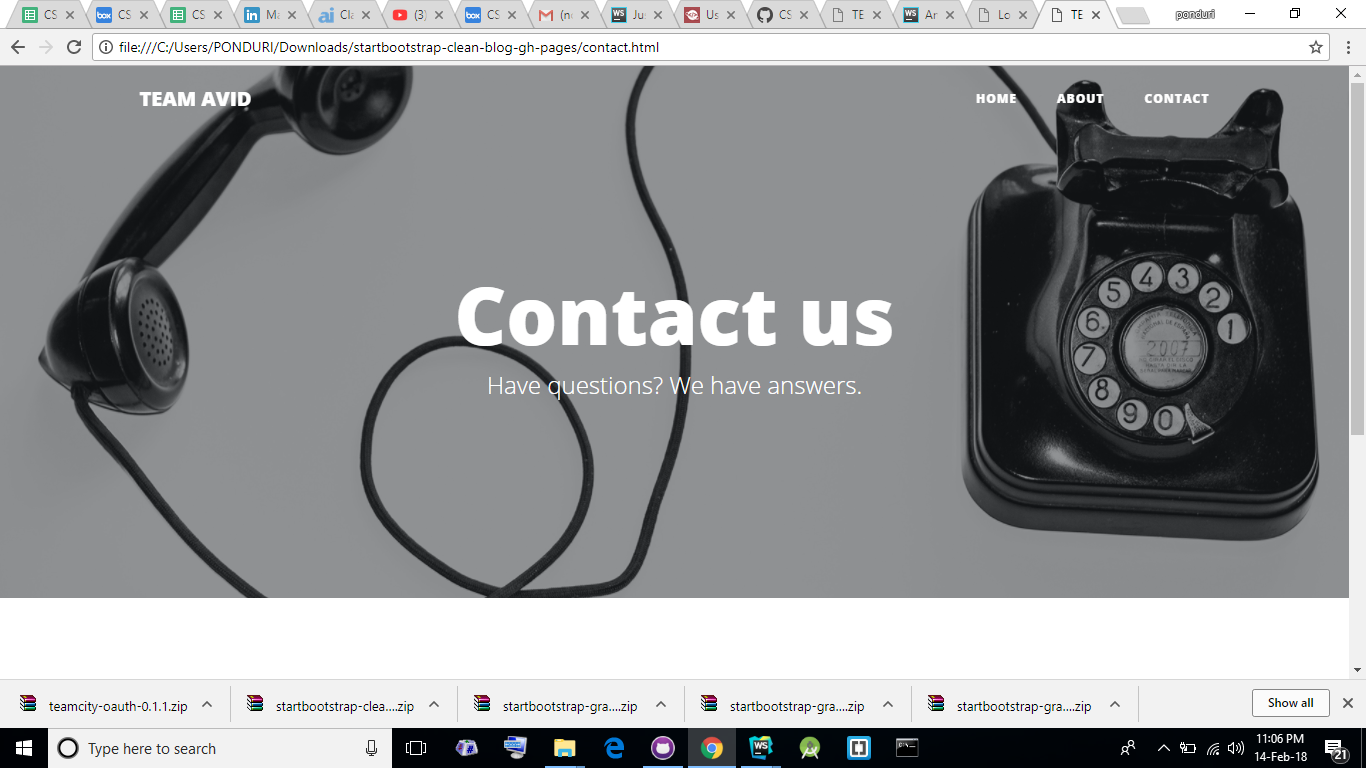 CS
CS
CS
Ma
Cla
(3)
CS
(no
Jus
Us
CS
TE
An
Lo
TE
ponduri
file:///C:/Users/PONDURI/Downloads/startbootstrap-clean-blog-gh-pages/contact.html
TEAM AVID
HOME ABOUT CONTACT
Contact us
Have questions? We have answers.
1
2
3
4
5
6
7
8
9
0
2007
teamcity-oauth-0.1.1.zip
startbootstrap-clea....zip
startbootstrap-gra....zip
startbootstrap-gra....zip
startbootstrap-gra....zip
Show all
Type here to search
11:06 PM
14-Feb-18
21